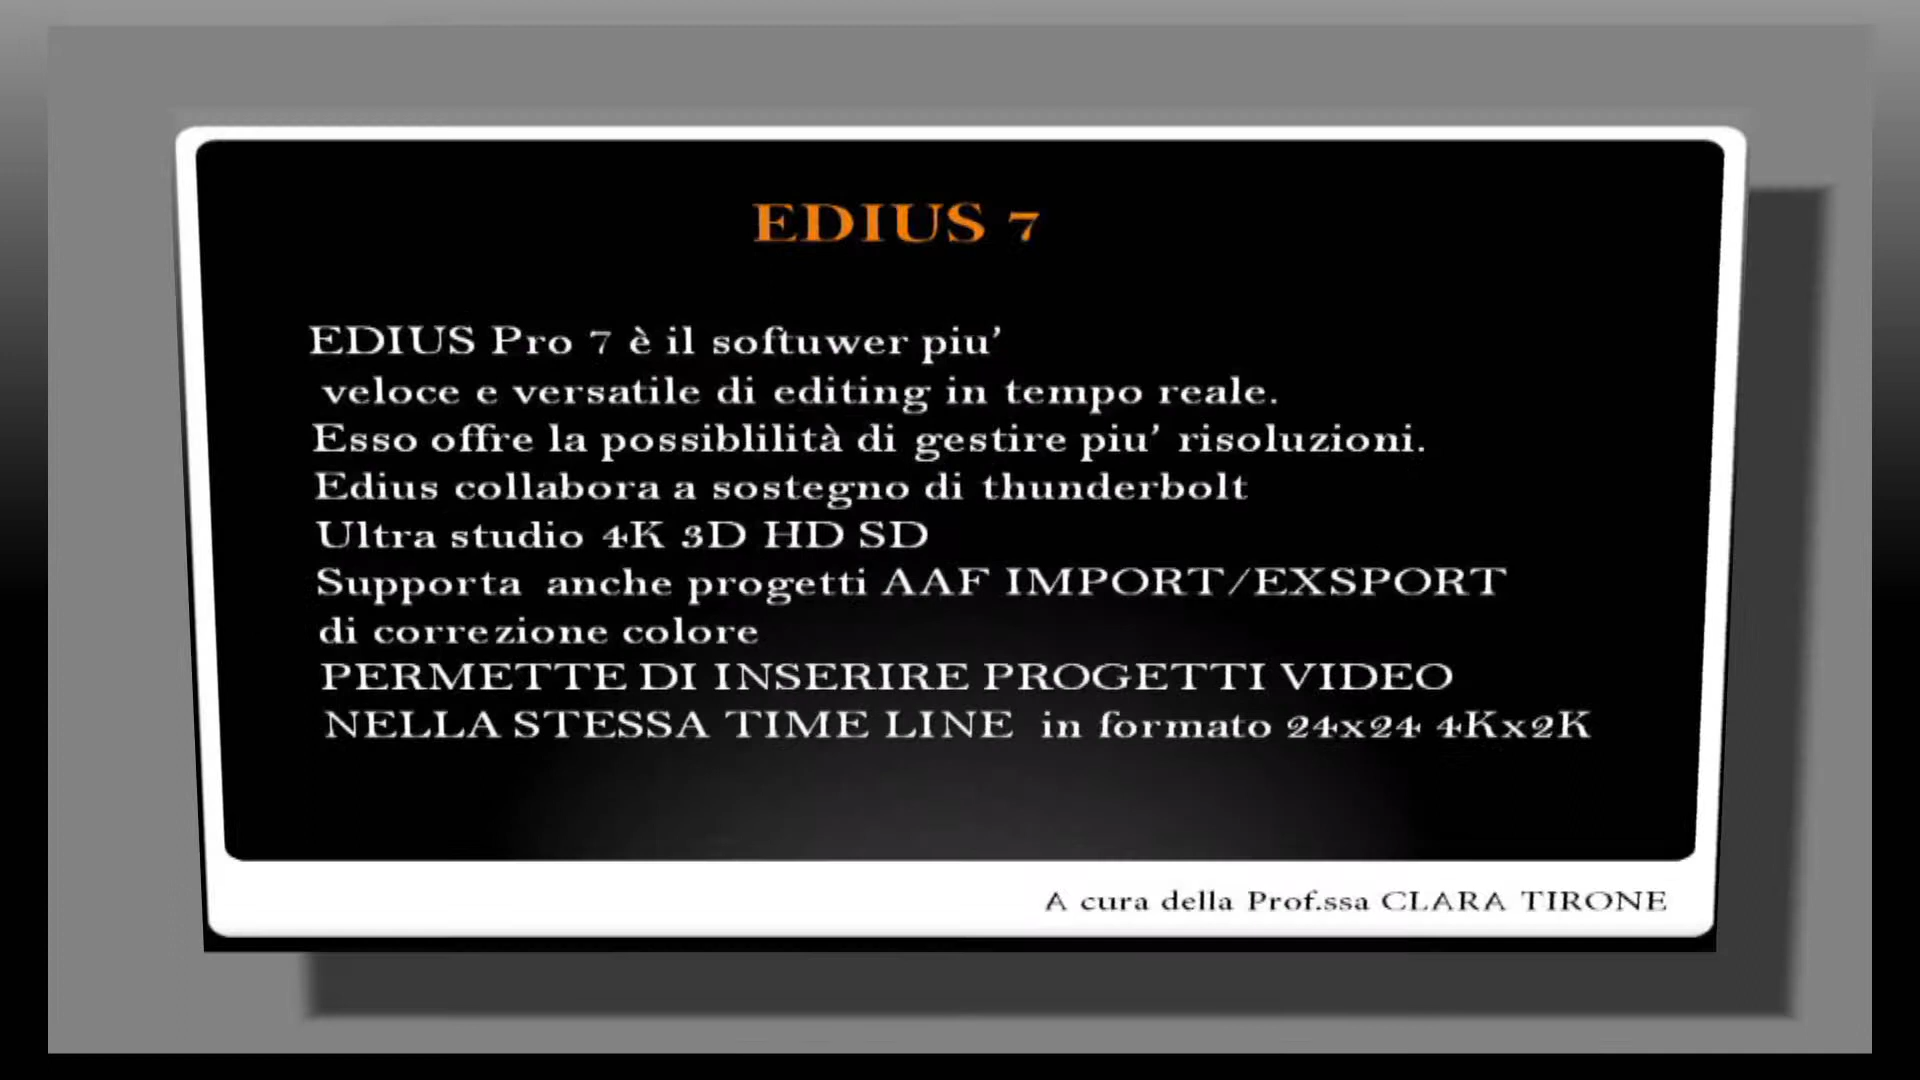 EDIUS 7
EDIUS Pro 7 è il softuwer piu'
veloce e versatile di editing in tempo reale.
Esso offre la possiblilità di gestire piu' risoluzioni.
Edius collabora a sostegno di thunderbolt
Ultra studio 4K 3D HD SD
Supporta anche progetti AAF IMPORT/EXSPORT
di correzione colore
PERMETTE DI INSERIRE PROGETTI VIDEO
NELLA STESSA TIME LINE in formato 24x24 4Kx2K
A cura della Prof.ssa CLARA TIRONE